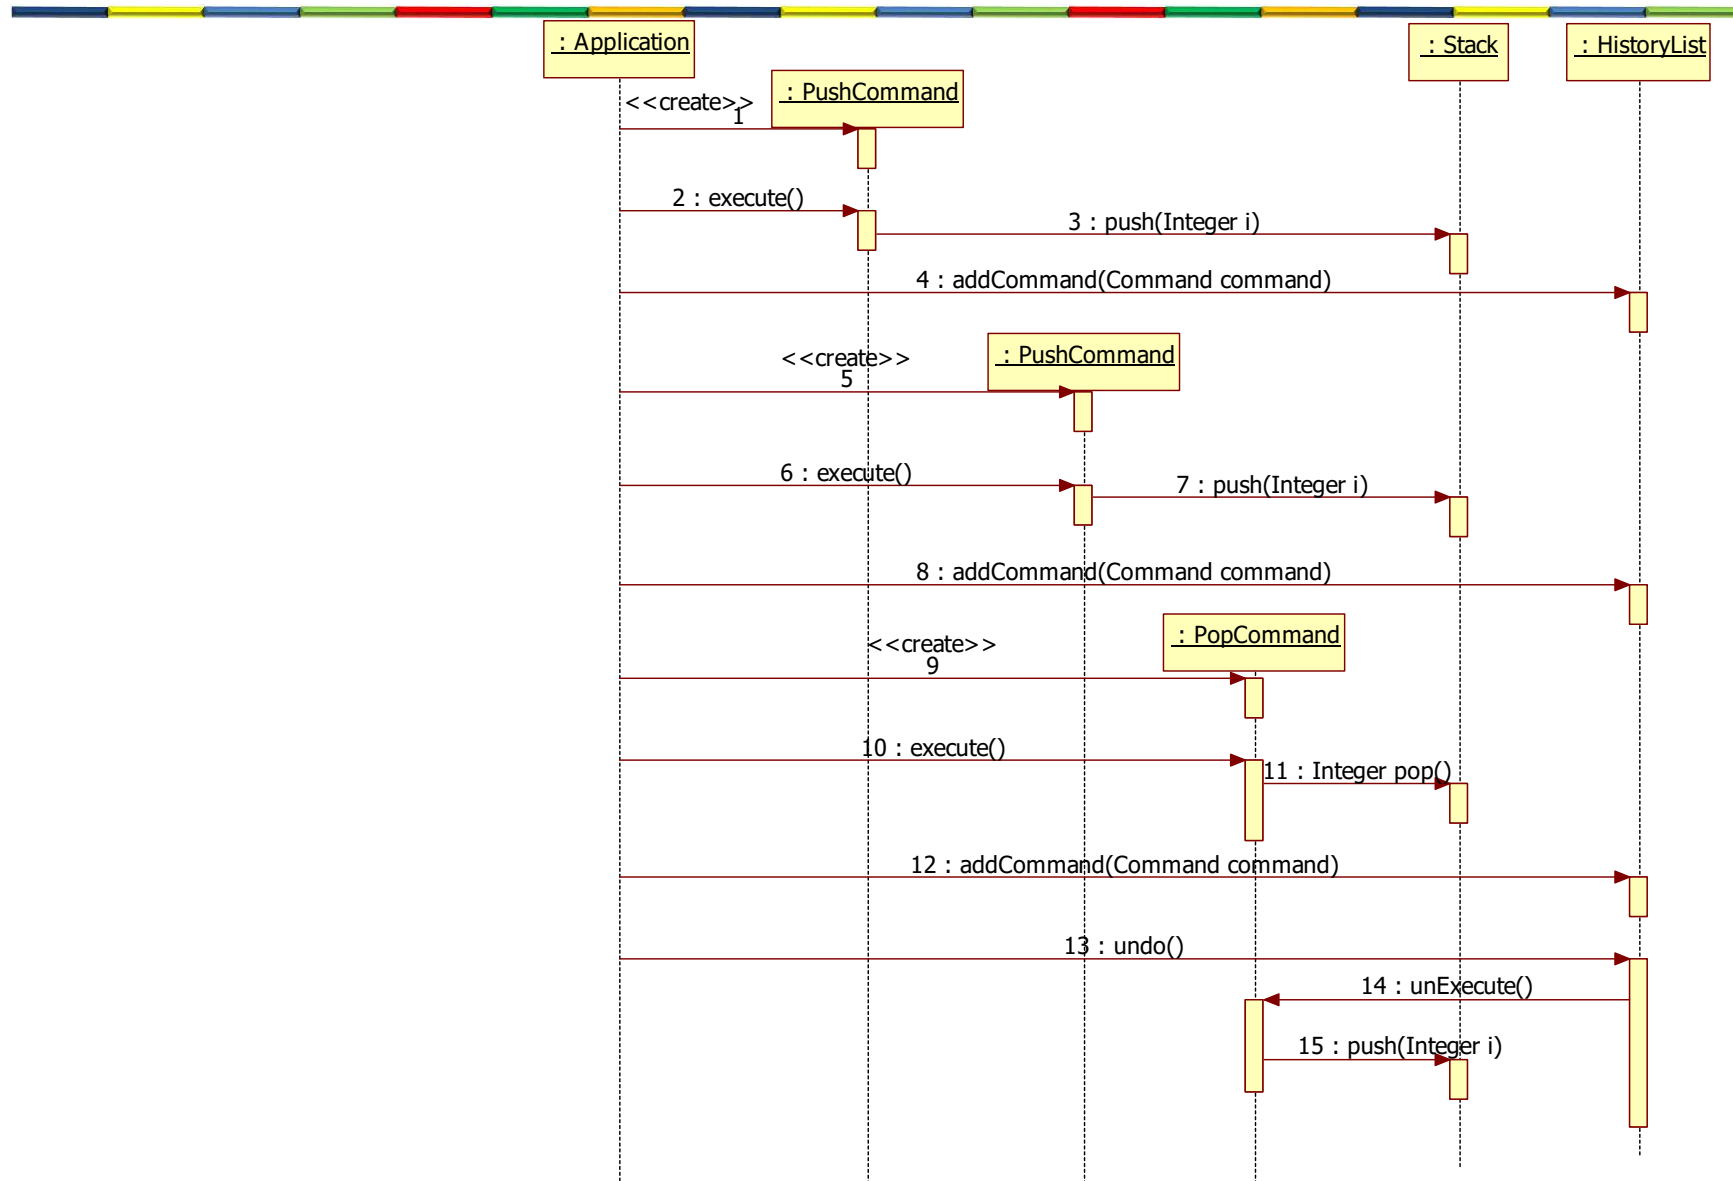 : Application
: Stack
: HistoryList
: PushCommand
<<create>>
1
2 : execute()
3 : push(Integer i)
4 : addCommand(Command command)
: PushCommand
<<create>>
5
6 : execute()
7 : push(Integer i)
8 : addCommand(Command command)
: PopCommand
<<create>>
9
10 : execute()
11 : Integer pop()
12 : addCommand(Command command)
13 : undo()
14 : unExecute()
15 : push(Integer i)